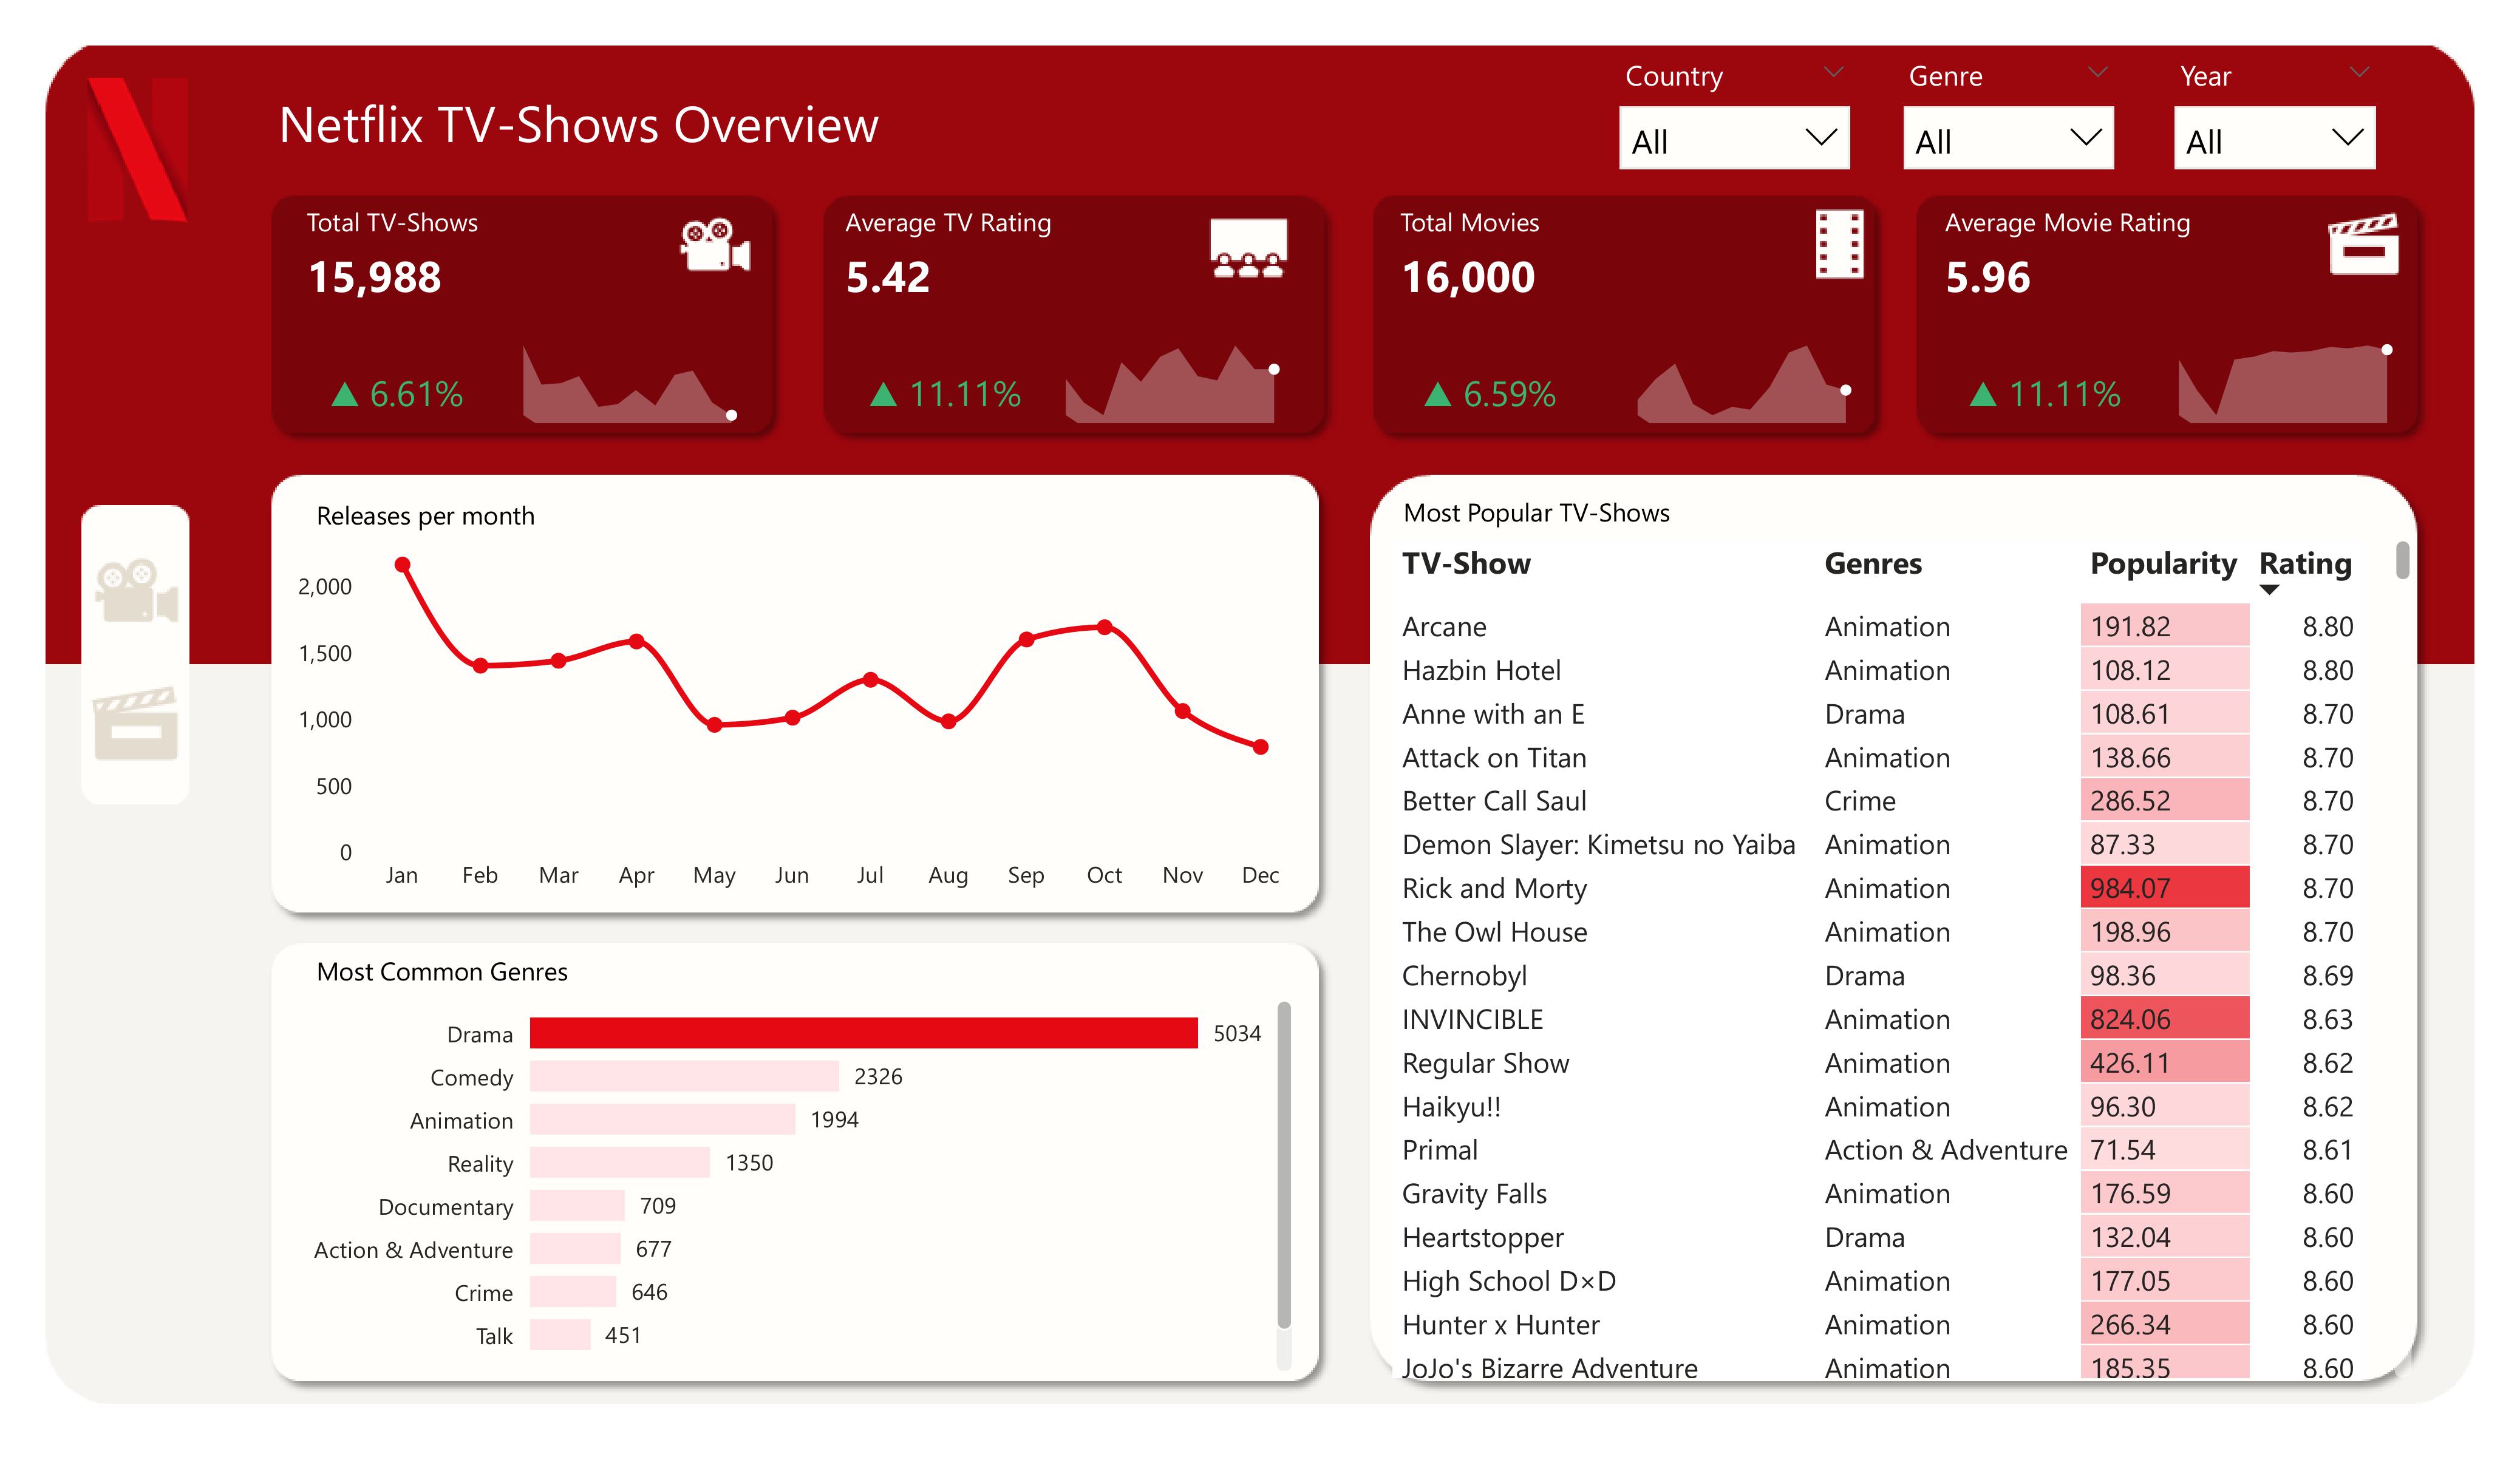 Netflix TV-Shows Overview
Country Genre Year
All All All
Total TV-Shows
15,988
▲ 6.61%
Average TV Rating
5.42
▲ 11.11%
Total Movies
16,000
▲ 6.59%
Average Movie Rating
5.96
▲ 11.11%
Releases per month
2,000
1,500
1,000
500
0
Jan Feb Mar Apr May Jun Jul Aug Sep Oct Nov Dec
Most Common Genres
Drama 5034
Comedy 2326
Animation 1994
Reality 1350
Documentary 709
Action & Adventure 677
Crime 646
Talk 451
Most Popular TV-Shows
TV-Show Genres Popularity Rating
Arcane Animation 191.82 8.80
Hazbin Hotel Animation 108.12 8.80
Anne with an E Drama 108.61 8.70
Attack on Titan Animation 138.66 8.70
Better Call Saul Crime 286.52 8.70
Demon Slayer: Kimetsu no Yaiba Animation 87.33 8.70
Rick and Morty Animation 984.07 8.70
The Owl House Animation 198.96 8.70
Chernobyl Drama 98.36 8.69
INVINCIBLE Animation 824.06 8.63
Regular Show Animation 426.11 8.62
Haikyu!! Animation 96.30 8.62
Primal Action & Adventure 71.54 8.61
Gravity Falls Animation 176.59 8.60
Heartstopper Drama 132.04 8.60
High School D×D Animation 177.05 8.60
Hunter x Hunter Animation 266.34 8.60
JoJo's Bizarre Adventure Animation 185.35 8.60